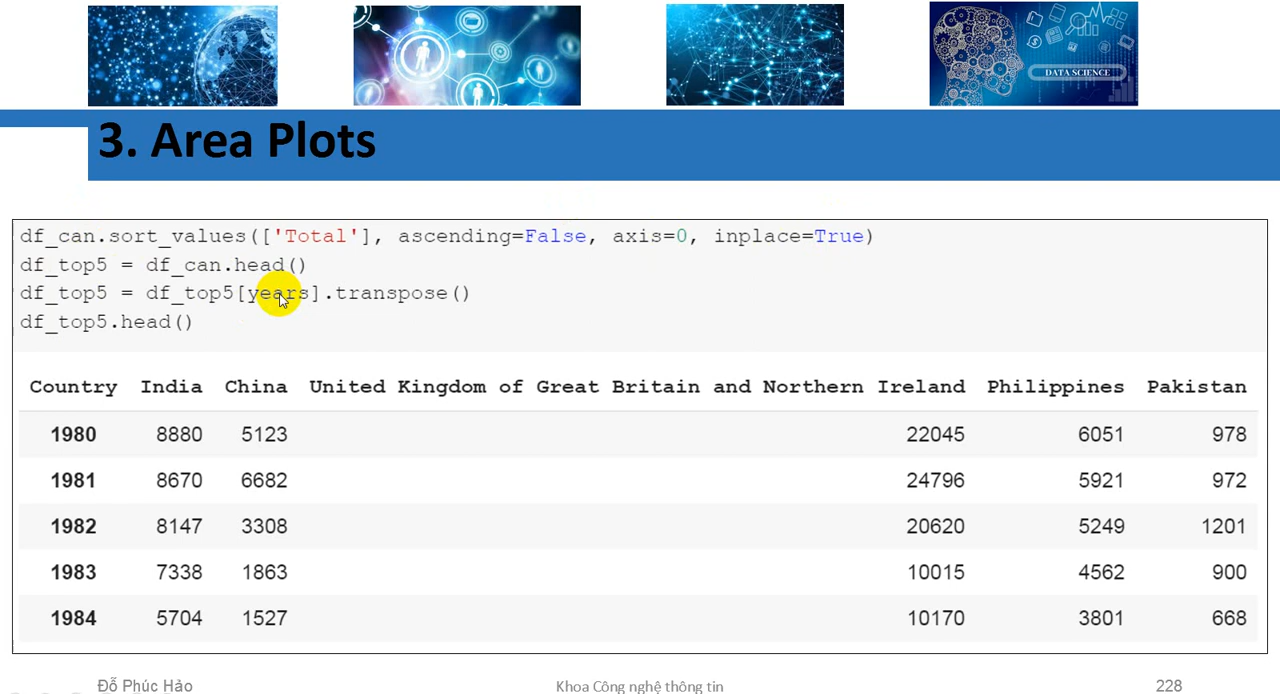 DATA SCIENCE
3. Area Plots
df_can.sort_values(['Total'], ascending=False, axis=0, inplace=True)
df_top5 = df_can.head()
df_top5 = df_top5[years].transpose()
df_top5.head()
Country India China United Kingdom of Great Britain and Northern Ireland Philippines Pakistan
1980 8880 5123 22045 6051 978
1981 8670 6682 24796 5921 972
1982 8147 3308 20620 5249 1201
1983 7338 1863 10015 4562 900
1984 5704 1527 10170 3801 668
Đỗ Phúc Hảo Khoa Công nghệ thông tin 228